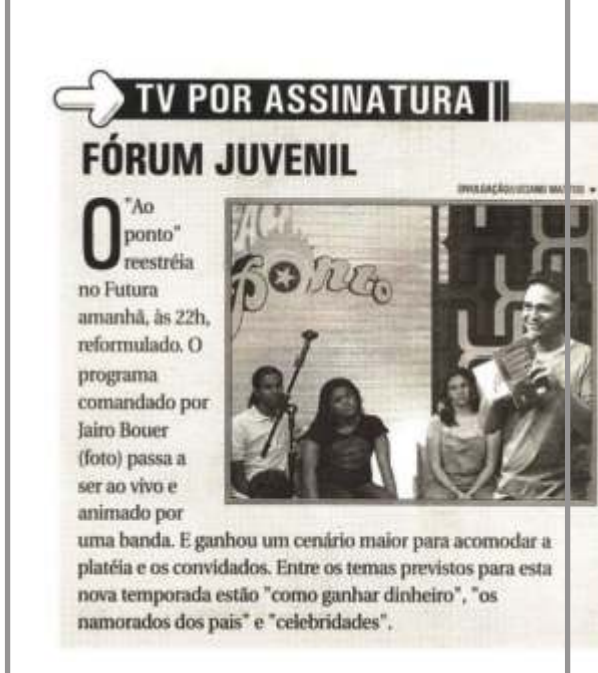 TV POR ASSINATURA
FÓRUM JUVENIL
O "Ao
ponto"
reestréia
no Futura
amanhã, às 22h,
reformulado. O
programa
comandado por
Jairo Bouer
(foto) passa a
ser ao vivo e
animado por
uma banda. E ganhou um cenário maior para acomodar a
platéia e os convidados. Entre os temas previstos para esta
nova temporada estão "como ganhar dinheiro", "os
namorados dos pais" e "celebridades".